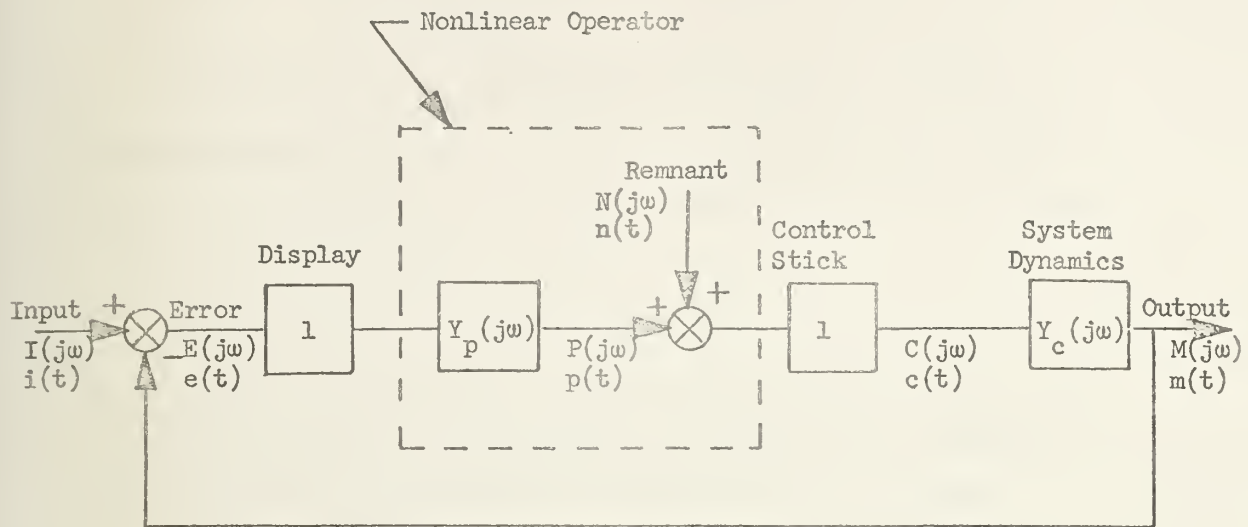 Nonlinear Operator
Remnant
N(jω)
n(t)
Control
Stick
System
Dynamics
Display
Input
+
Error
1
Y_p(jω)
+
+
1
Y_c(jω)
Output
I(jω)
i(t)
−
E(jω)
e(t)
P(jω)
p(t)
C(jω)
c(t)
M(jω)
m(t)